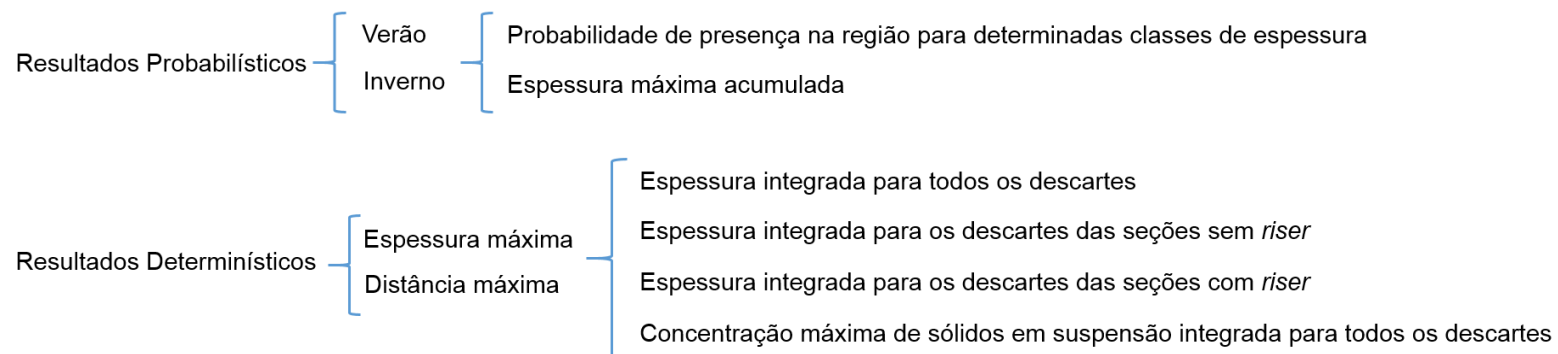 Resultados Probabilísticos
Verão
Inverno
Probabilidade de presença na região para determinadas classes de espessura
Espessura máxima acumulada
Resultados Determinísticos
Espessura máxima
Distância máxima
Espessura integrada para todos os descartes
Espessura integrada para os descartes das seções sem riser
Espessura integrada para os descartes das seções com riser
Concentração máxima de sólidos em suspensão integrada para todos os descartes